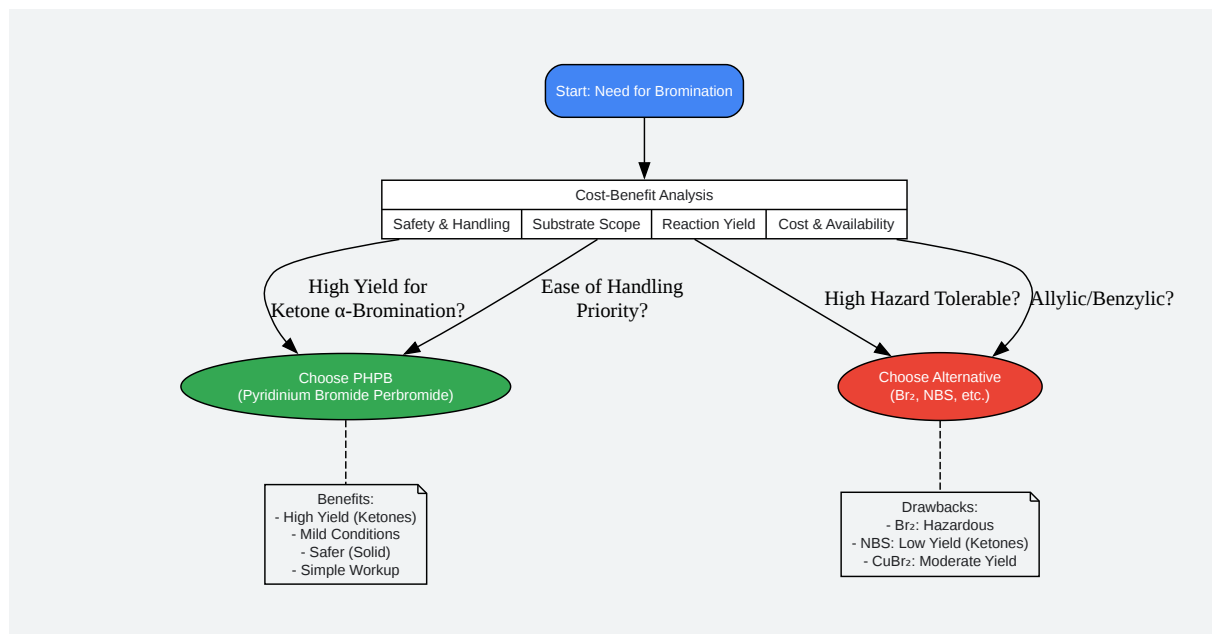 Start: Need for Bromination
Cost-Benefit Analysis
Safety & Handling
Substrate Scope
Reaction Yield
Cost & Availability
High Yield for
Ketone α-Bromination?
Ease of Handling
Priority?
High Hazard Tolerable?
Allylic/Benzylic?
Choose PHPB
(Pyridinium Bromide Perbromide)
Choose Alternative
(Br₂, NBS, etc.)
Benefits:
- High Yield (Ketones)
- Mild Conditions
- Safer (Solid)
- Simple Workup
Drawbacks:
- Br₂: Hazardous
- NBS: Low Yield (Ketones)
- CuBr₂: Moderate Yield